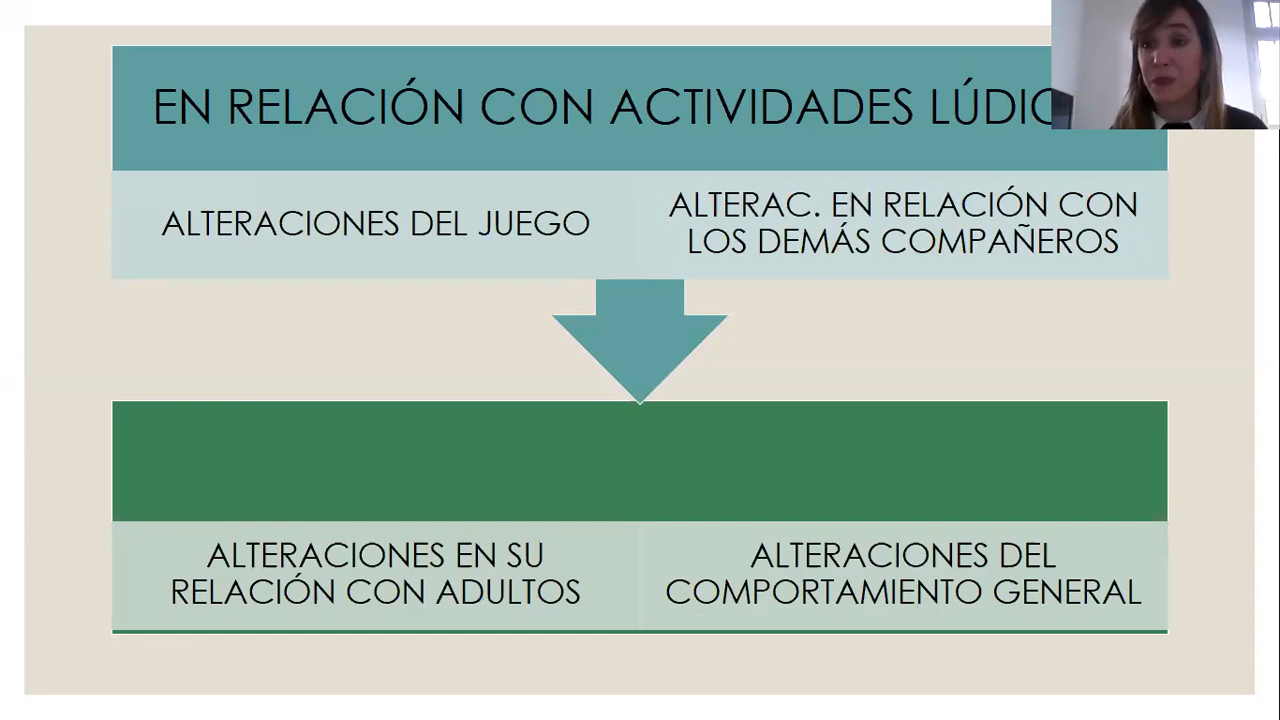 EN RELACIÓN CON ACTIVIDADES
ALTERACIONES DEL JUEGO
ALTERAC. EN RELACIÓN CON
LOS DEMÁS COMPAÑEROS
ALTERACIONES EN SU
RELACIÓN CON ADULTOS
ALTERACIONES DEL
COMPORTAMIENTO GENERAL